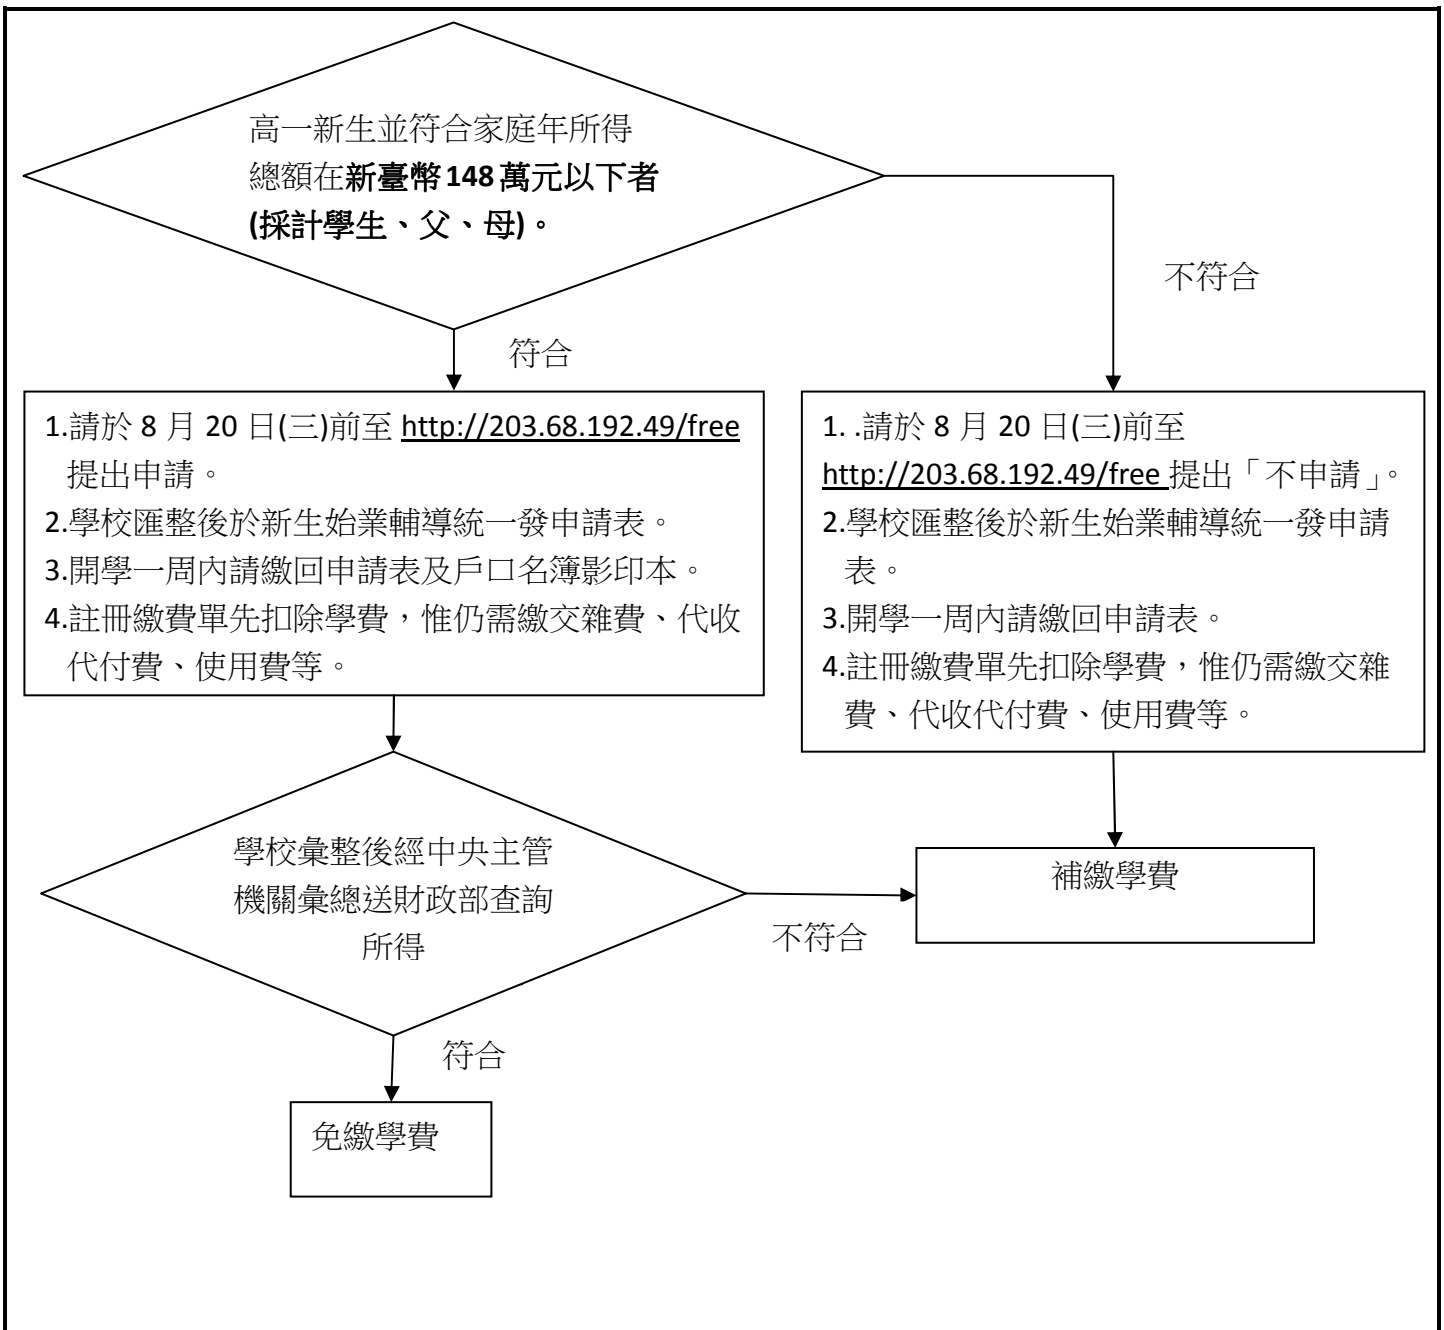 高一新生並符合家庭年所得
總額在新臺幣 148 萬元以下者
(採計學生、父、母)。
不符合
符合
1.請於 8 月 20 日(三)前至 http://203.68.192.49/free
提出申請。
2.學校匯整後於新生始業輔導統一發申請表。
3.開學一周內請繳回申請表及戶口名簿影印本。
4.註冊繳費單先扣除學費，惟仍需繳交雜費、代收
代付費、使用費等。
1. .請於 8 月 20 日(三)前至
http://203.68.192.49/free 提出「不申請」。
2.學校匯整後於新生始業輔導統一發申請
表。
3.開學一周內請繳回申請表。
4.註冊繳費單先扣除學費，惟仍需繳交雜
費、代收代付費、使用費等。
學校彙整後經中央主管
機關彙總送財政部查詢
所得
補繳學費
不符合
符合
免繳學費